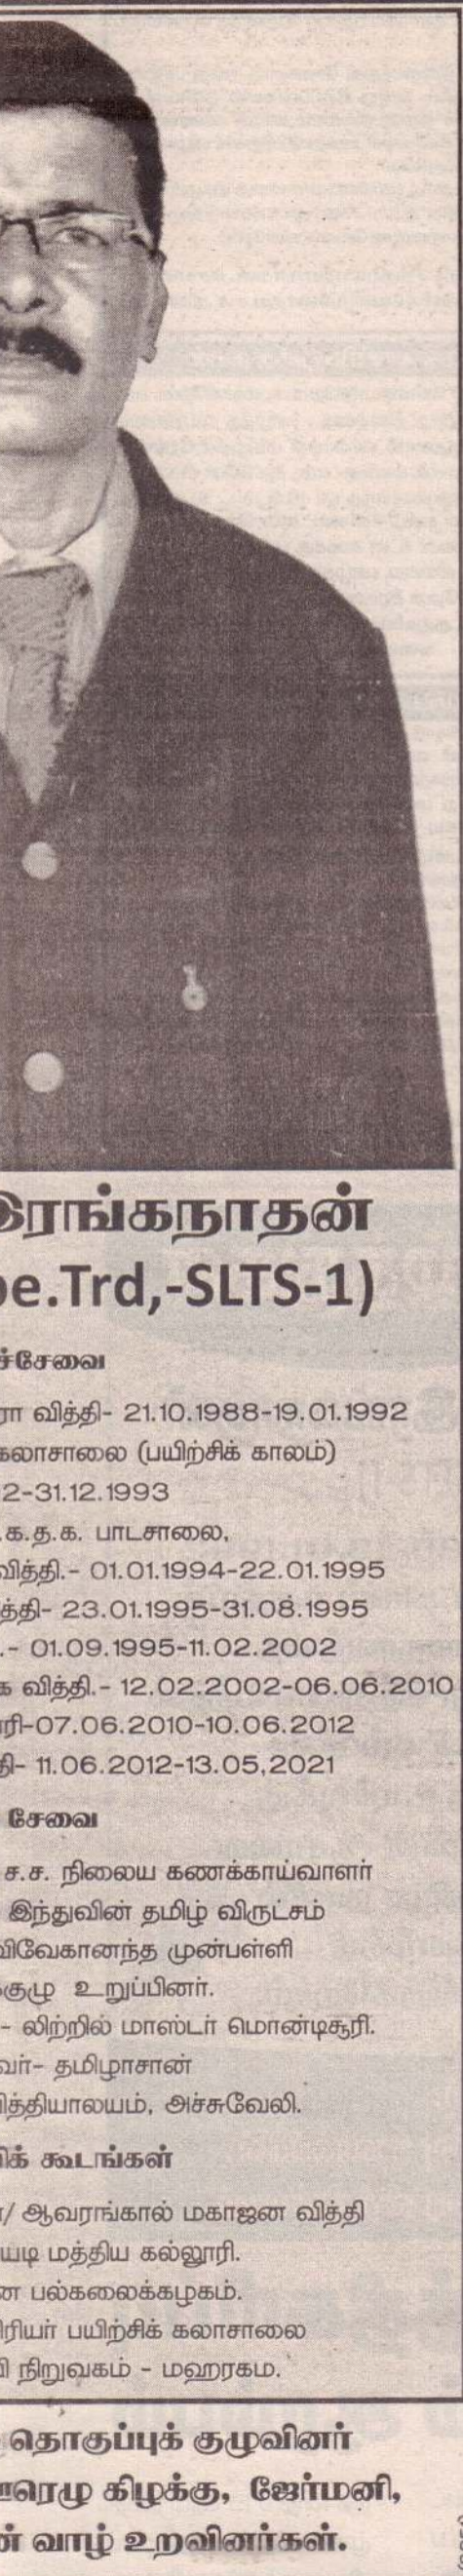 இரங்கநாதன்
pe.Trd,-SLTS-1)
ச்சேவை
ரா வித்தி- 21.10.1988-19.01.1992
கலாசாலை (பயிற்சிக் காலம்)
2-31.12.1993
.க.த.க. பாடசாலை,
வித்தி.- 01.01.1994-22.01.1995
த்தி- 23.01.1995-31.08.1995
.- 01.09.1995-11.02.2002
க வித்தி.- 12.02.2002-06.06.2010
ரி-07.06.2010-10.06.2012
தி- 11.06.2012-13.05,2021
சேவை
ச.ச. நிலைய கணக்காய்வாளர்
இந்துவின் தமிழ் விருட்சம்
விவேகானந்த முன்பள்ளி
குழு உறுப்பினர்.
- லிற்றில் மாஸ்டர் மொன்டிசூரி.
வர்- தமிழாசான்
வித்தியாலயம், அச்சுவேலி.
விக் கூடங்கள்
/ ஆவரங்கால் மகாஜன வித்தி
யடி மத்திய கல்லூரி.
ன பல்கலைக்கழகம்.
ரியர் பயிற்சிக் கலாசாலை
வி நிறுவகம் - மஹரகம.
தொகுப்புக் குழுவினர்
ஊரெழு கிழக்கு, ஜேர்மனி,
ன் வாழ் உறவினர்கள்.